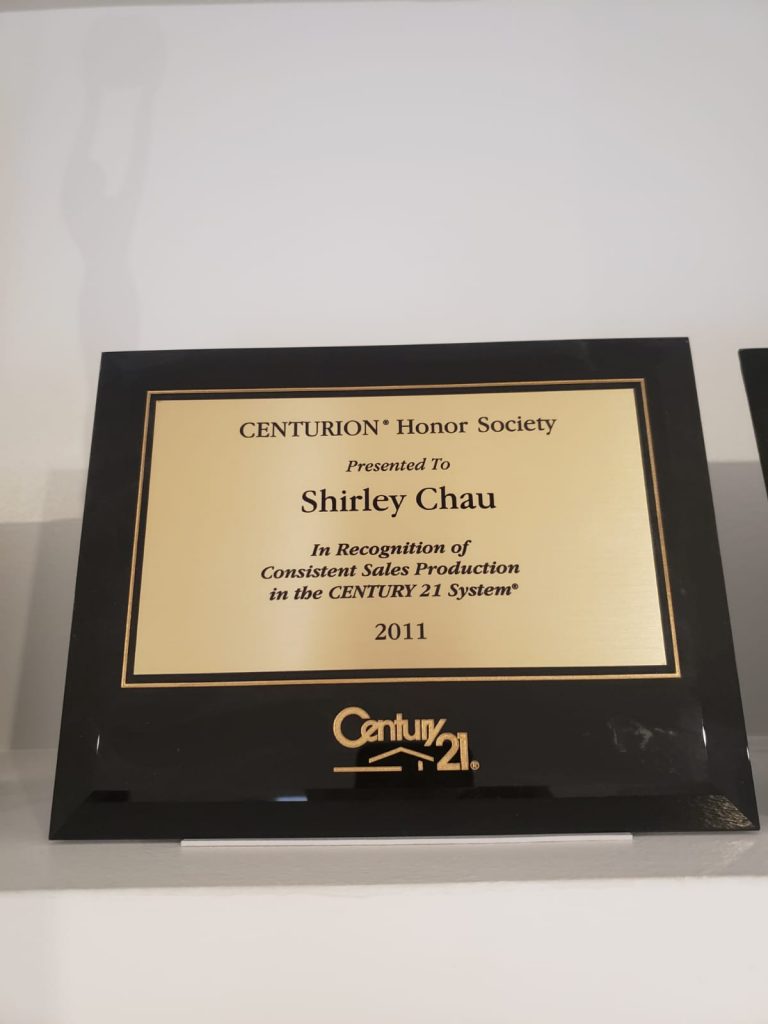 CENTURION® Honor Society
Presented To
Shirley Chau
In Recognition of
Consistent Sales Production
in the CENTURY 21 System®
2011
Century 21®